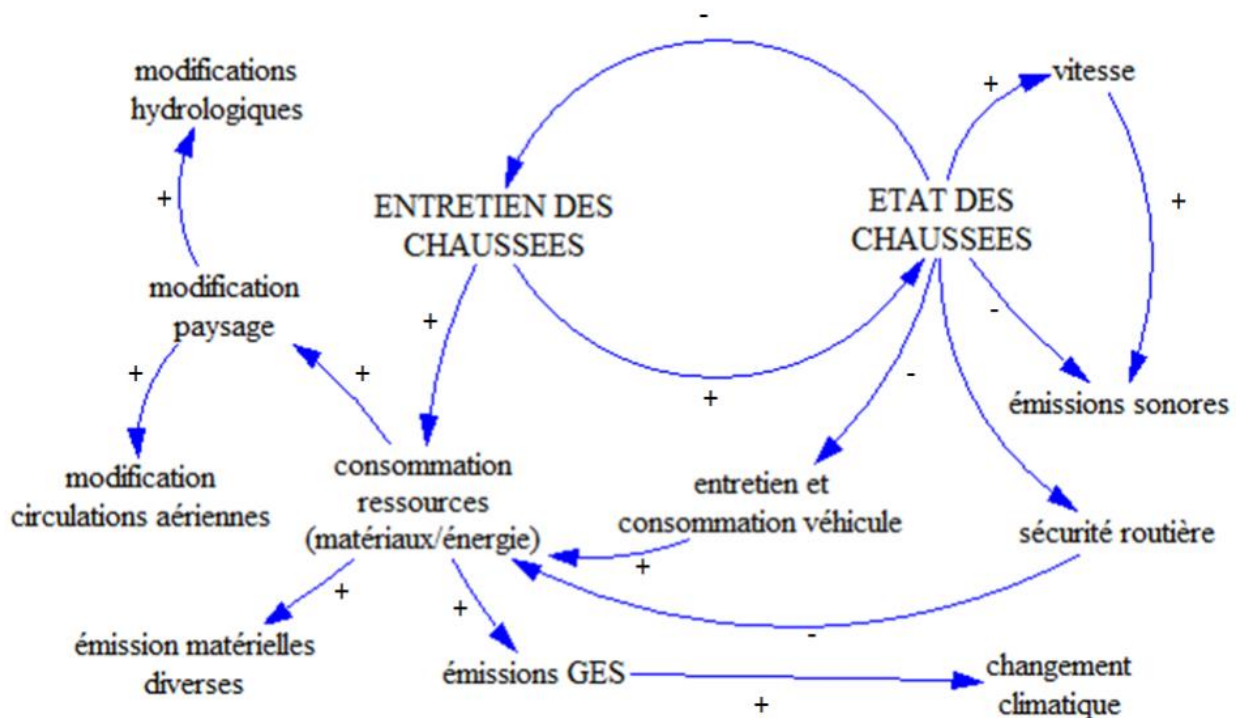 -
modifications
hydrologiques
vitesse
+
+
+
ENTRETIEN DES
CHAUSSEES
ETAT DES
CHAUSSEES
modification
paysage
+
-
+
+
-
+
émissions sonores
modification
circulations aériennes
consommation
ressources
(matériaux/énergie)
entretien et
consommation véhicule
sécurité routière
+
+
+
-
émission matérielles
diverses
émissions GES
+
changement
climatique